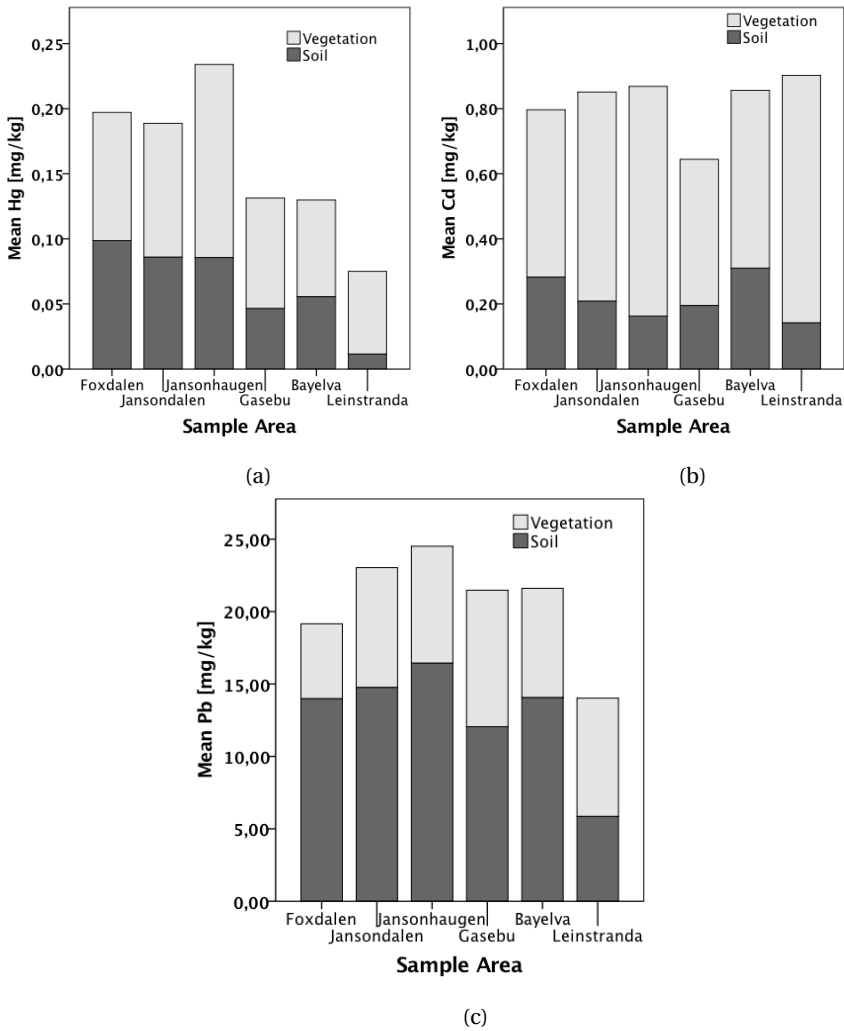 Mean Hg [mg/kg]
0,25
0,20
0,15
0,10
0,05
0,00
Vegetation
Soil
Foxdalen Jansonhaugen Bayelva
Jansondalen Gasebu Leinstranda
Sample Area
(a)
Mean Cd [mg/kg]
1,00
0,80
0,60
0,40
0,20
0,00
Vegetation
Soil
Foxdalen Jansonhaugen Bayelva
Jansondalen Gasebu Leinstranda
Sample Area
(b)
Mean Pb [mg/kg]
25,00
20,00
15,00
10,00
5,00
0,00
Vegetation
Soil
Foxdalen Jansonhaugen Bayelva
Jansondalen Gasebu Leinstranda
Sample Area
(c)